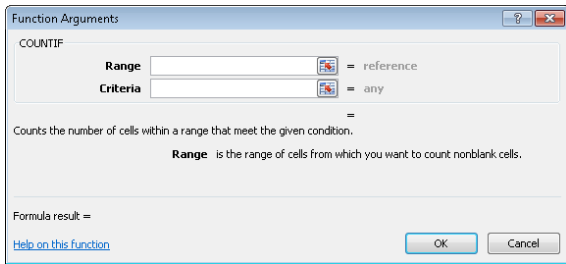 Function Arguments
COUNTIF
Range = reference
Criteria = any
=
Counts the number of cells within a range that meet the given condition.
Range is the range of cells from which you want to count nonblank cells.
Formula result =
Help on this function OK Cancel